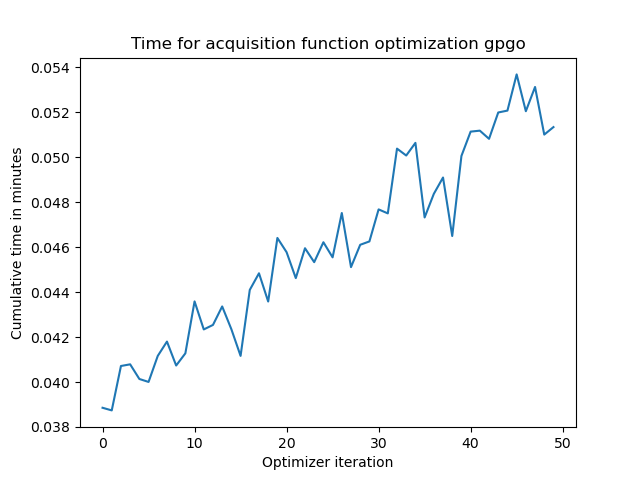 Time for acquisition function optimization gpgo
Cumulative time in minutes
0.054
0.052
0.050
0.048
0.046
0.044
0.042
0.040
0.038
0 10 20 30 40 50
Optimizer iteration